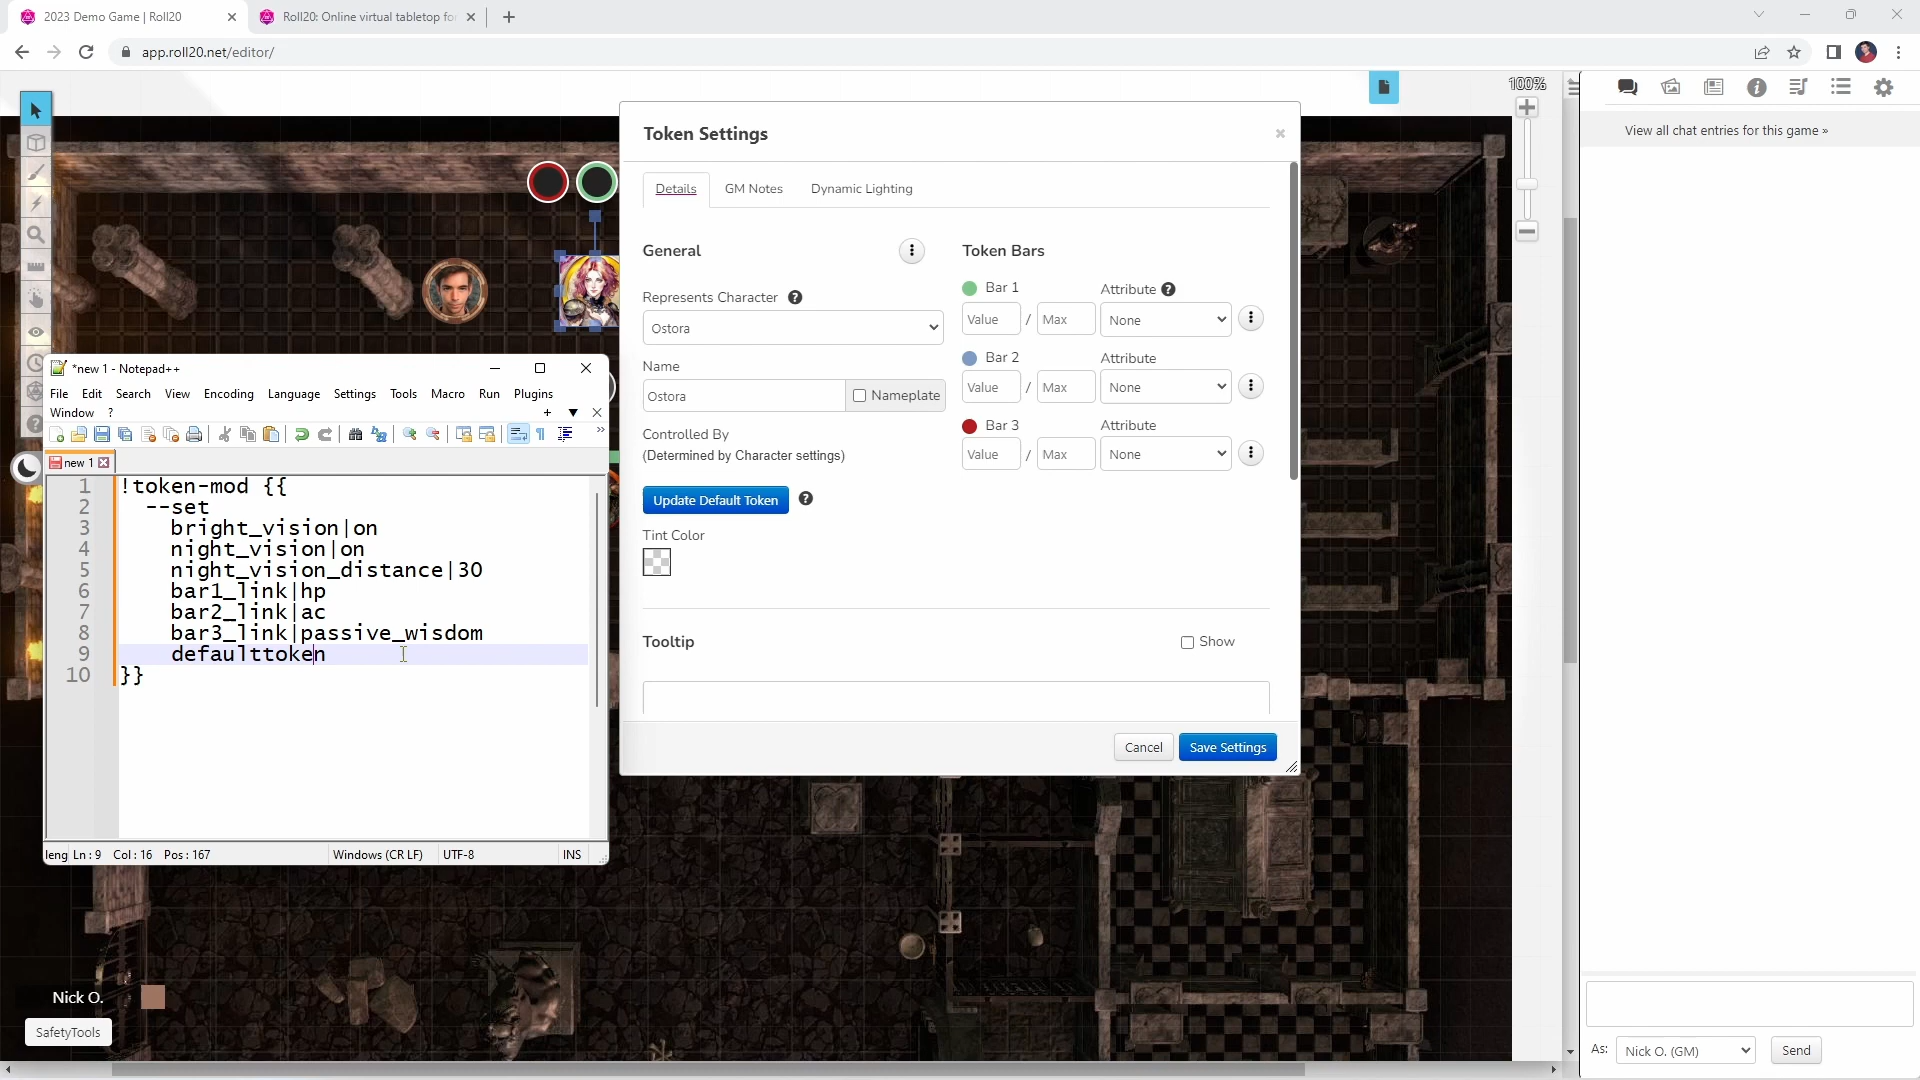 2023 Demo Game | Roll20
Roll20: Online virtual tabletop fo
app.roll20.net/editor/
100%
View all chat entries for this game »
Token Settings
Details
GM Notes
Dynamic Lighting
General
Token Bars
Represents Character
Ostora
Bar 1
Attribute
Value / Max
None
Name
Ostora
Nameplate
Bar 2
Attribute
Value / Max
None
Controlled By
(Determined by Character settings)
Bar 3
Attribute
Value / Max
None
Update Default Token
Tint Color
Tooltip
Show
Cancel
Save Settings
*new 1 - Notepad++
File Edit Search View Encoding Language Settings Tools Macro Run Plugins
Window ?
new 1
1 !token-mod {{
2 --set
3 bright_vision|on
4 night_vision|on
5 night_vision_distance|30
6 bar1_link|hp
7 bar2_link|ac
8 bar3_link|passive_wisdom
9 defaulttoken
10 }}
leng Ln: 9 Col: 16 Pos: 167 Windows (CR LF) UTF-8 INS
Nick O.
SafetyTools
As: Nick O. (GM)
Send